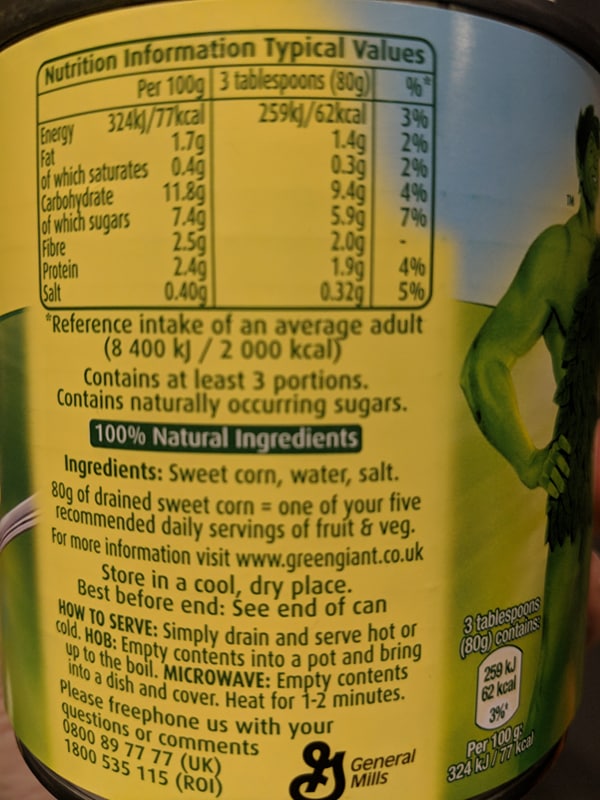 Nutrition Information Typical Values
Per 100g 3 tablespoons (80g) %*
Energy 324kJ/77kcal 259kJ/62kcal 3%
Fat 1.7g 1.4g 2%
of which saturates 0.4g 0.3g 2%
Carbohydrate 11.8g 9.4g 4%
of which sugars 7.4g 5.9g 7%
Fibre 2.5g 2.0g -
Protein 2.4g 1.9g 4%
Salt 0.40g 0.32g 5%
*Reference intake of an average adult
(8 400 kJ / 2 000 kcal)
Contains at least 3 portions.
Contains naturally occurring sugars.
100% Natural Ingredients
Ingredients: Sweet corn, water, salt.
80g of drained sweet corn = one of your five
recommended daily servings of fruit & veg.
For more information visit www.greengiant.co.uk
Store in a cool, dry place.
Best before end: See end of can
HOW TO SERVE: Simply drain and serve hot or
cold. HOB: Empty contents into a pot and bring
up to the boil. MICROWAVE: Empty contents
into a dish and cover. Heat for 1-2 minutes.
Please freephone us with your
questions or comments
0800 89 77 77 (UK)
1800 535 115 (ROI)
G
General
Mills
TM
3 tablespoons
(80g) contains:
259 kJ
62 kcal
3%*
Per 100 g:
324 kJ / 77 kcal